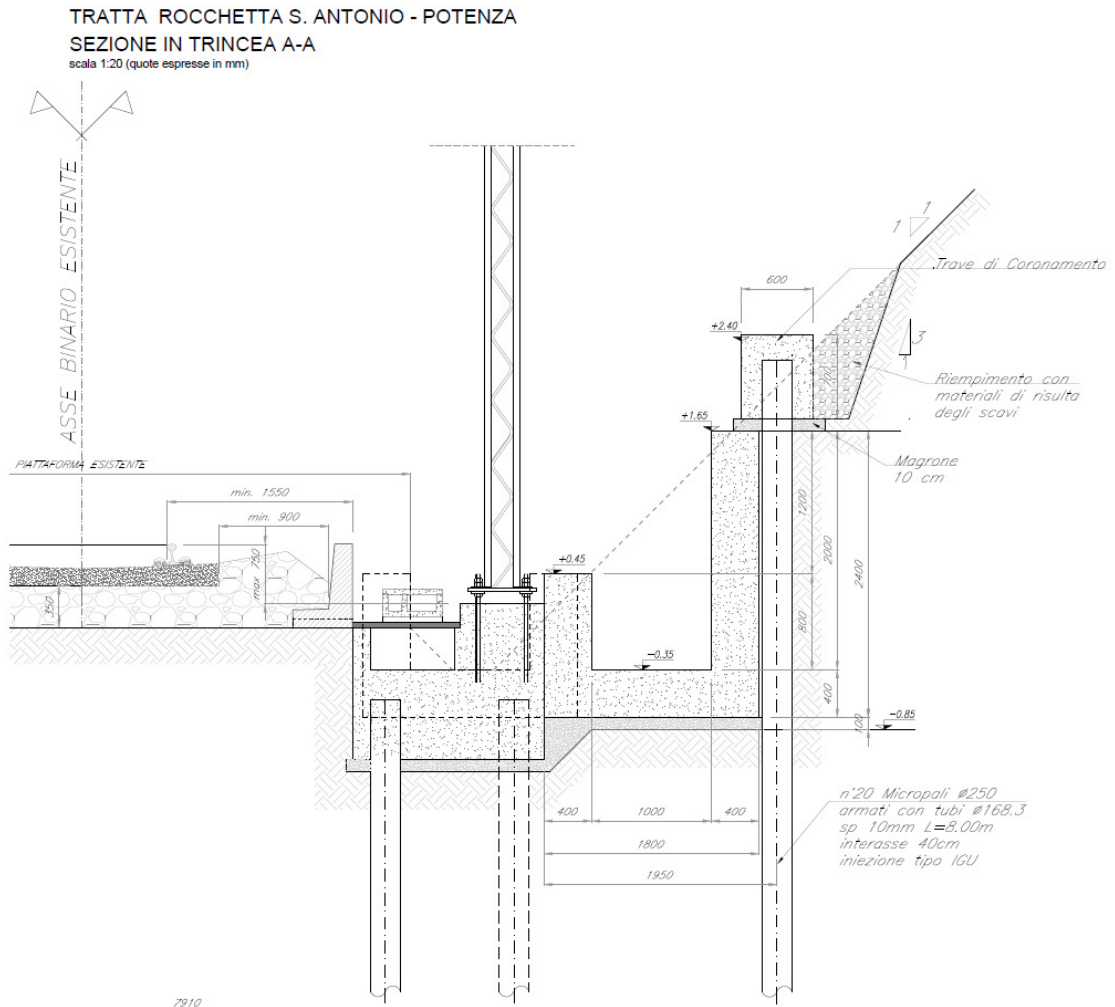 TRATTA ROCCHETTA S. ANTONIO - POTENZA
SEZIONE IN TRINCEA A-A
scala 1:20 (quote espresse in mm)
ASSE BINARIO ESISTENTE
1
1
Trave di Coronamento
600
+2.40
700
3
1
Riempimento con
materiali di risulta
degli scavi
+1.65
Magrone
10 cm
PIATTAFORMA ESISTENTE
min. 1550
min. 900
max 750
350
+0.45
1200
2000
2400
800
-0.35
400
100
-0.85
n°20 Micropali Ø250
armati con tubi Ø168.3
sp 10mm L=8.00m
interasse 40cm
iniezione tipo IGU
400
1000
400
1800
1950
7910